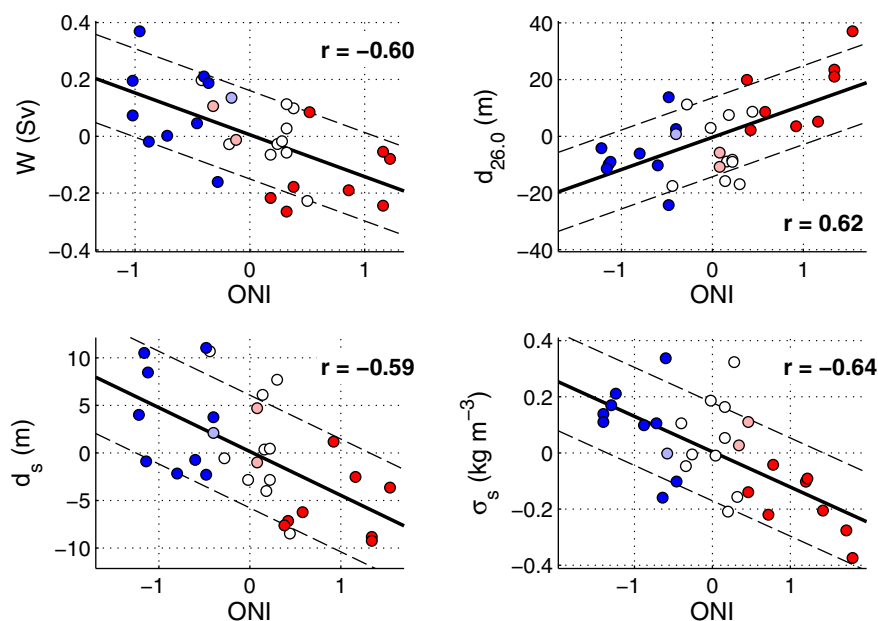 0.4
0.2
0
−0.2
−0.4
W (Sv)
r = −0.60
−1
0
1
ONI
40
20
0
−20
−40
d26.0 (m)
r = 0.62
−1
0
1
ONI
10
5
0
−5
−10
ds (m)
r = −0.59
−1
0
1
ONI
0.4
0.2
0
−0.2
−0.4
σs (kg m−3)
r = −0.64
−1
0
1
ONI